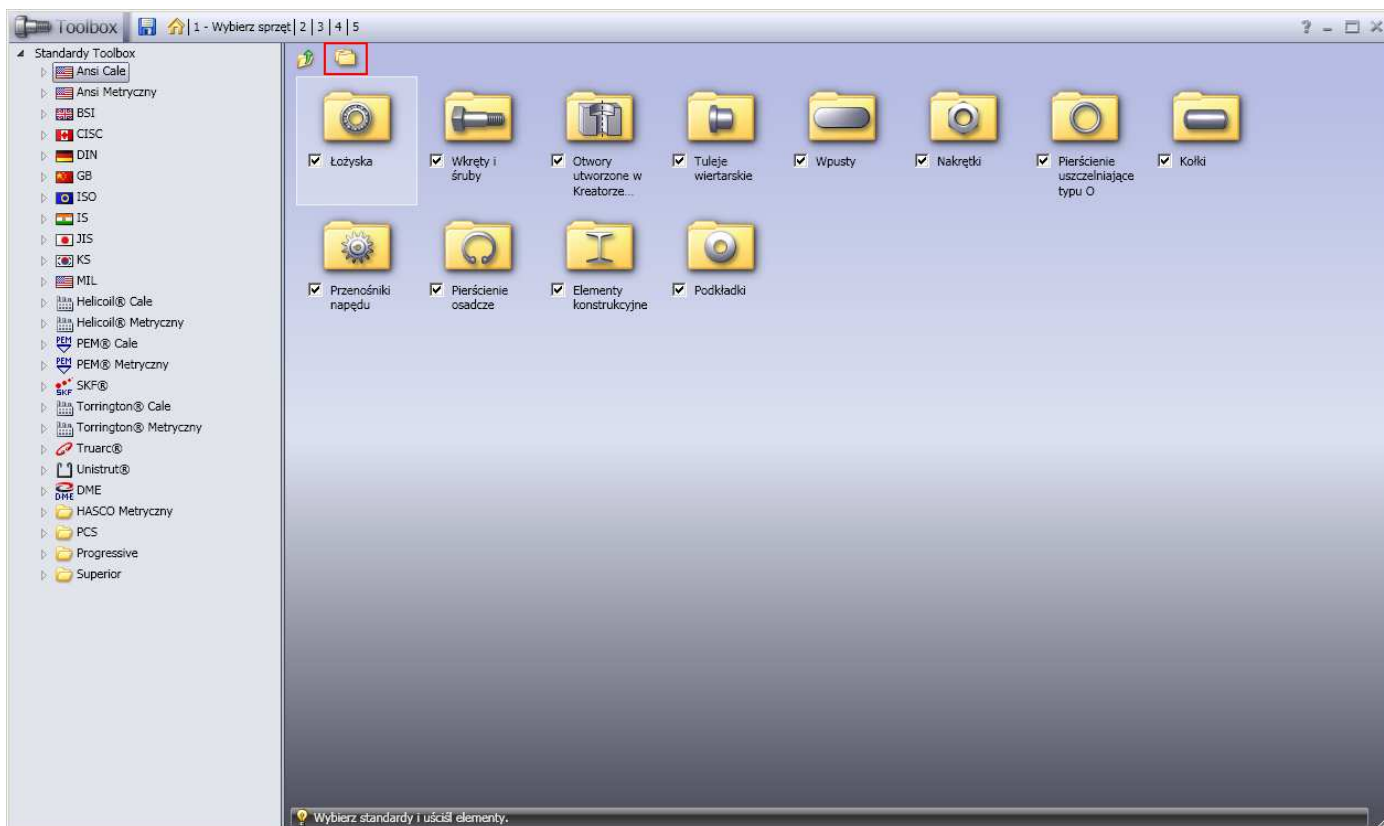 Toolbox 1 - Wybierz sprzęt 2 3 4 5
Standardy Toolbox
Ansi Cale
Ansi Metryczny
BSI
CISC
DIN
GB
ISO
IS
JIS
KS
MIL
Helicoil® Cale
Helicoil® Metryczny
PEM® Cale
PEM® Metryczny
SKF®
Torrington® Cale
Torrington® Metryczny
Truarc®
Unistrut®
DME
HASCO Metryczny
PCS
Progressive
Superior
Łożyska
Wkręty i
śruby
Otwory
utworzone w
Kreatorze...
Tuleje
wiertarskie
Wpusty
Nakrętki
Pierścienie
uszczelniające
typu O
Kołki
Przenośniki
napędu
Pierścienie
osadcze
Elementy
konstrukcyjne
Podkładki
Wybierz standardy i uściśl elementy.